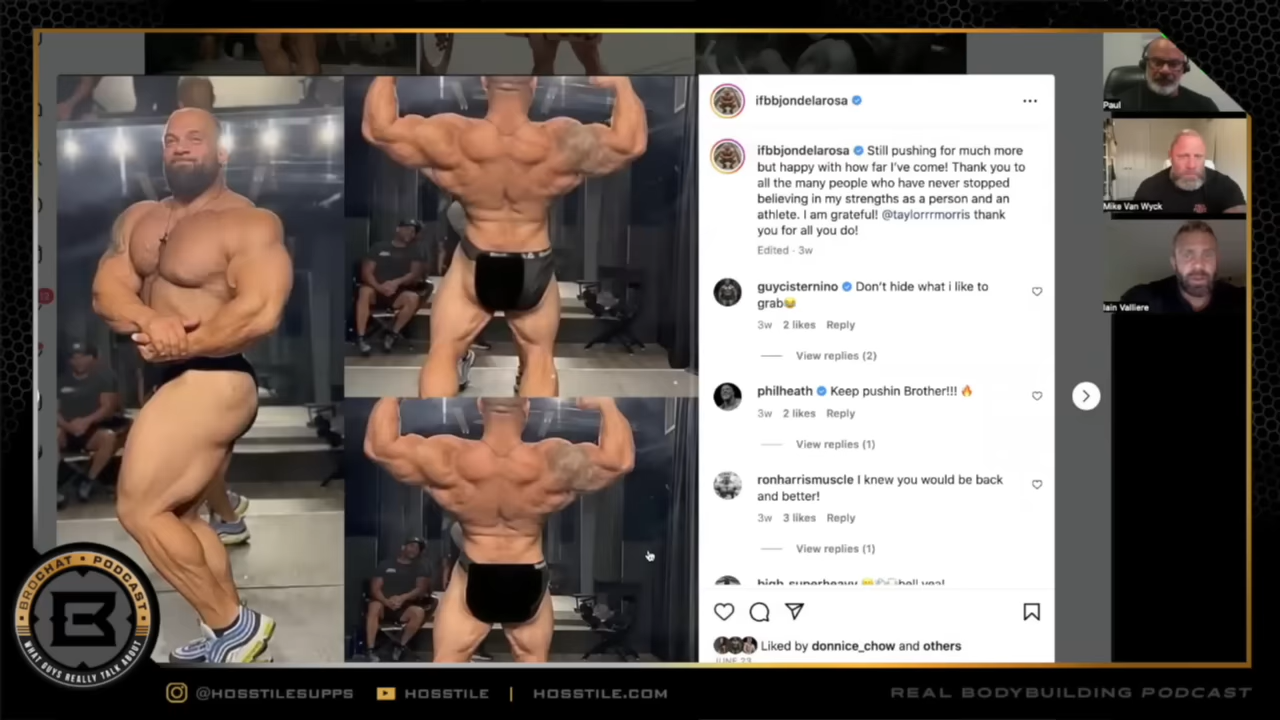 ifbbjondelarosa
ifbbjondelarosa Still pushing for much more
but happy with how far I've come! Thank you to
all the many people who have never stopped
believing in my strengths as a person and an
athlete. I am grateful! @taylorrrmorris thank
you for all you do!
Edited · 3w
guycisternino Don't hide what i like to
grab😂
3w 2 likes Reply
View replies (2)
philheath Keep pushin Brother!!! 🔥
3w 2 likes Reply
View replies (1)
ronharrismuscle I knew you would be back
and better!
3w 3 likes Reply
View replies (1)
Liked by donnice_chow and others
JUNE 23
Paul
Mike Van Wyck
Iain Valliere
BROCHAT • PODCAST
WHAT GUYS REALLY TALK ABOUT
@HOSSTILESUPPS
HOSSTILE
|
HOSSTILE.COM
REAL BODYBUILDING PODCAST